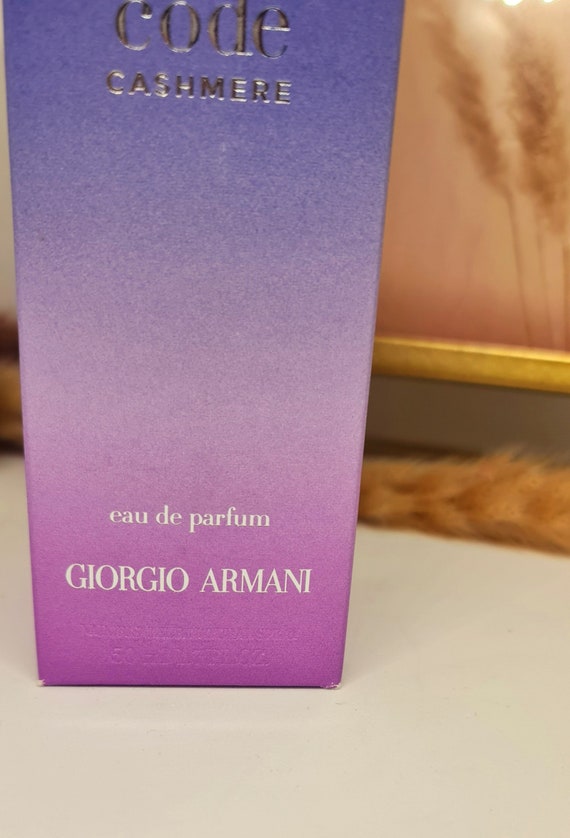 code
CASHMERE
eau de parfum
GIORGIO ARMANI